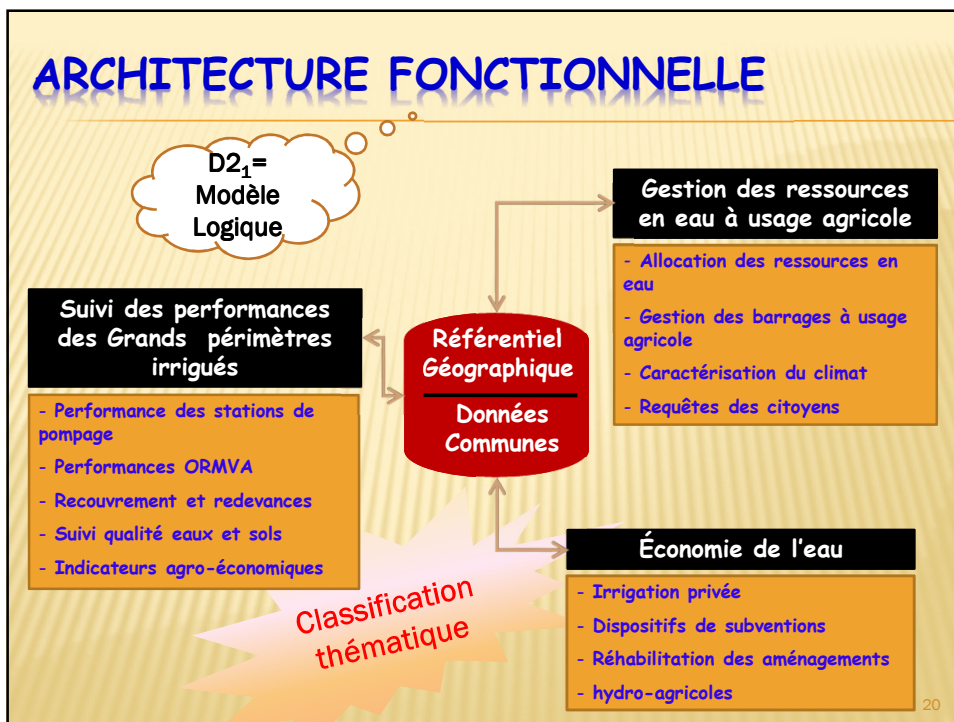 ARCHITECTURE FONCTIONNELLE
D2₁=
Modèle
Logique
Gestion des ressources
en eau à usage agricole
- Allocation des ressources en
eau
- Gestion des barrages à usage
agricole
- Caractérisation du climat
- Requêtes des citoyens
Suivi des performances
des Grands périmètres
irrigués
- Performance des stations de
pompage
- Performances ORMVA
- Recouvrement et redevances
- Suivi qualité eaux et sols
- Indicateurs agro-économiques
Référentiel
Géographique
Données
Communes
Économie de l'eau
- Irrigation privée
- Dispositifs de subventions
- Réhabilitation des aménagements
- hydro-agricoles
Classification
thématique
20